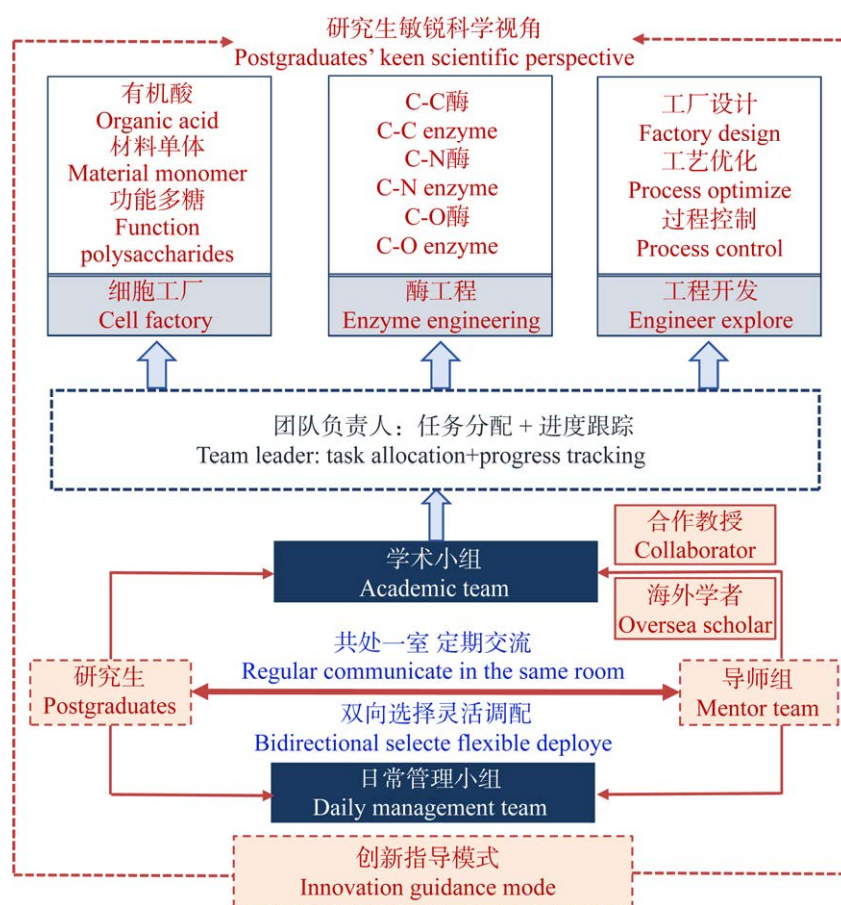 研究生敏锐科学视角
Postgraduates’ keen scientific perspective
有机酸
Organic acid
材料单体
Material monomer
功能多糖
Function
polysaccharides
细胞工厂
Cell factory
C-C酶
C-C enzyme
C-N酶
C-N enzyme
C-O酶
C-O enzyme
酶工程
Enzyme engineering
工厂设计
Factory design
工艺优化
Process optimize
过程控制
Process control
工程开发
Engineer explore
团队负责人：任务分配 + 进度跟踪
Team leader: task allocation+progress tracking
合作教授
Collaborator
学术小组
Academic team
海外学者
Oversea scholar
共处一室 定期交流
Regular communicate in the same room
研究生
Postgraduates
导师组
Mentor team
双向选择灵活调配
Bidirectional selecte flexible deploye
日常管理小组
Daily management team
创新指导模式
Innovation guidance mode